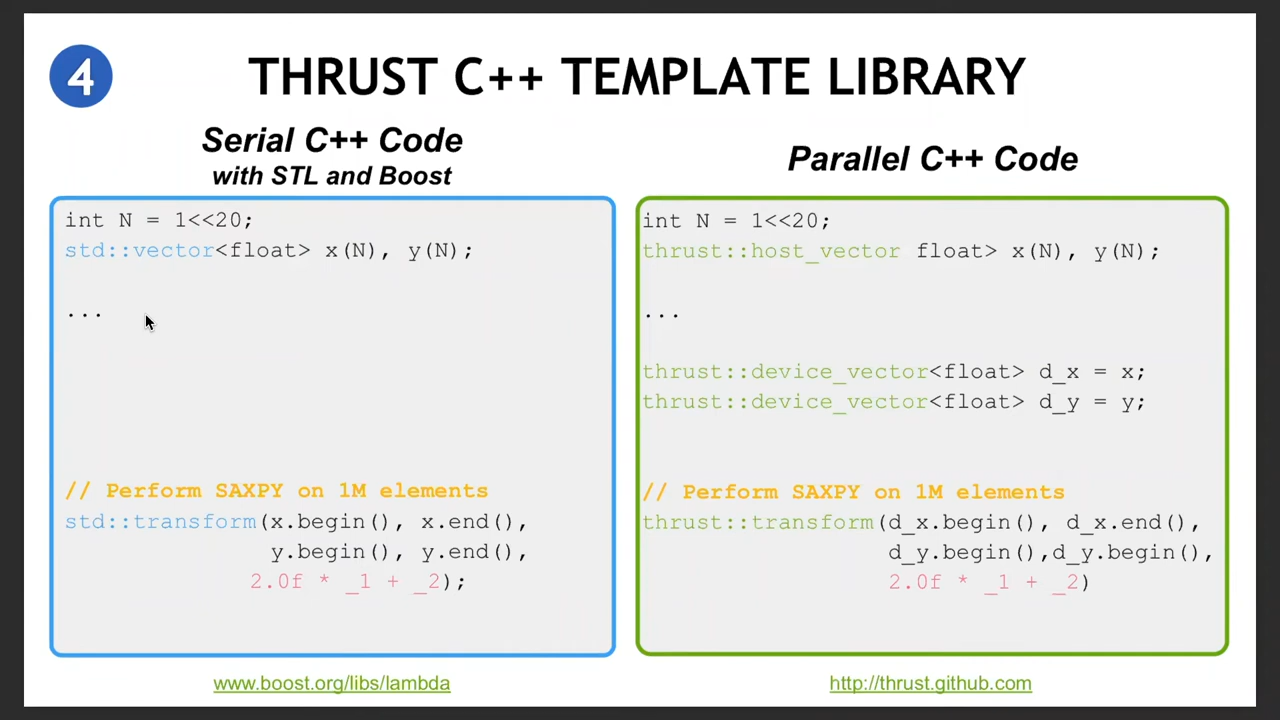 4
THRUST C++ TEMPLATE LIBRARY
Serial C++ Code
with STL and Boost
int N = 1<<20;
std::vector<float> x(N), y(N);
...
// Perform SAXPY on 1M elements
std::transform(x.begin(), x.end(),
y.begin(), y.end(),
2.0f * _1 + _2);
www.boost.org/libs/lambda
Parallel C++ Code
int N = 1<<20;
thrust::host_vector float> x(N), y(N);
...
thrust::device_vector<float> d_x = x;
thrust::device_vector<float> d_y = y;
// Perform SAXPY on 1M elements
thrust::transform(d_x.begin(), d_x.end(),
d_y.begin(),d_y.begin(),
2.0f * _1 + _2)
http://thrust.github.com